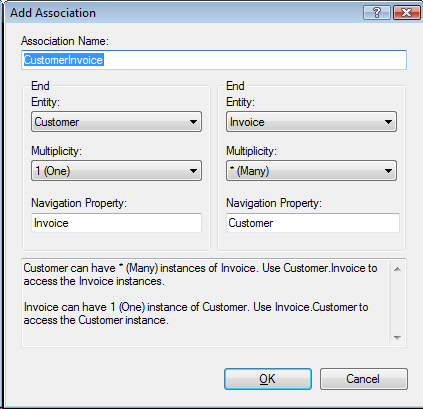 Add Association
Association Name:
CustomerInvoice
End
Entity:
Customer
Multiplicity:
1 (One)
Navigation Property:
Invoice
End
Entity:
Invoice
Multiplicity:
* (Many)
Navigation Property:
Customer
Customer can have * (Many) instances of Invoice. Use Customer.Invoice to
access the Invoice instances.
Invoice can have 1 (One) instance of Customer. Use Invoice.Customer to
access the Customer instance.
OK
Cancel